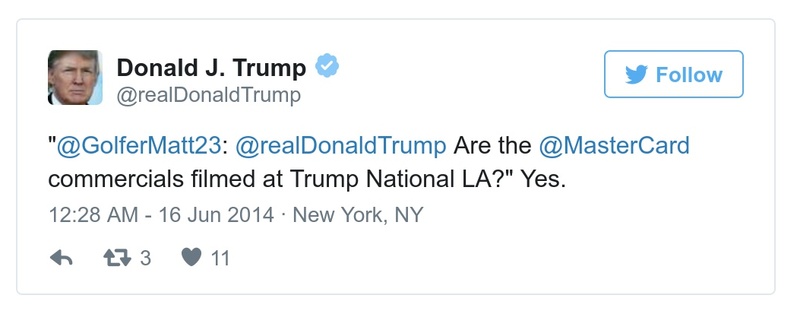 Donald J. Trump
@realDonaldTrump
Follow
"@GolferMatt23: @realDonaldTrump Are the @MasterCard
commercials filmed at Trump National LA?" Yes.
12:28 AM - 16 Jun 2014 · New York, NY
3 11